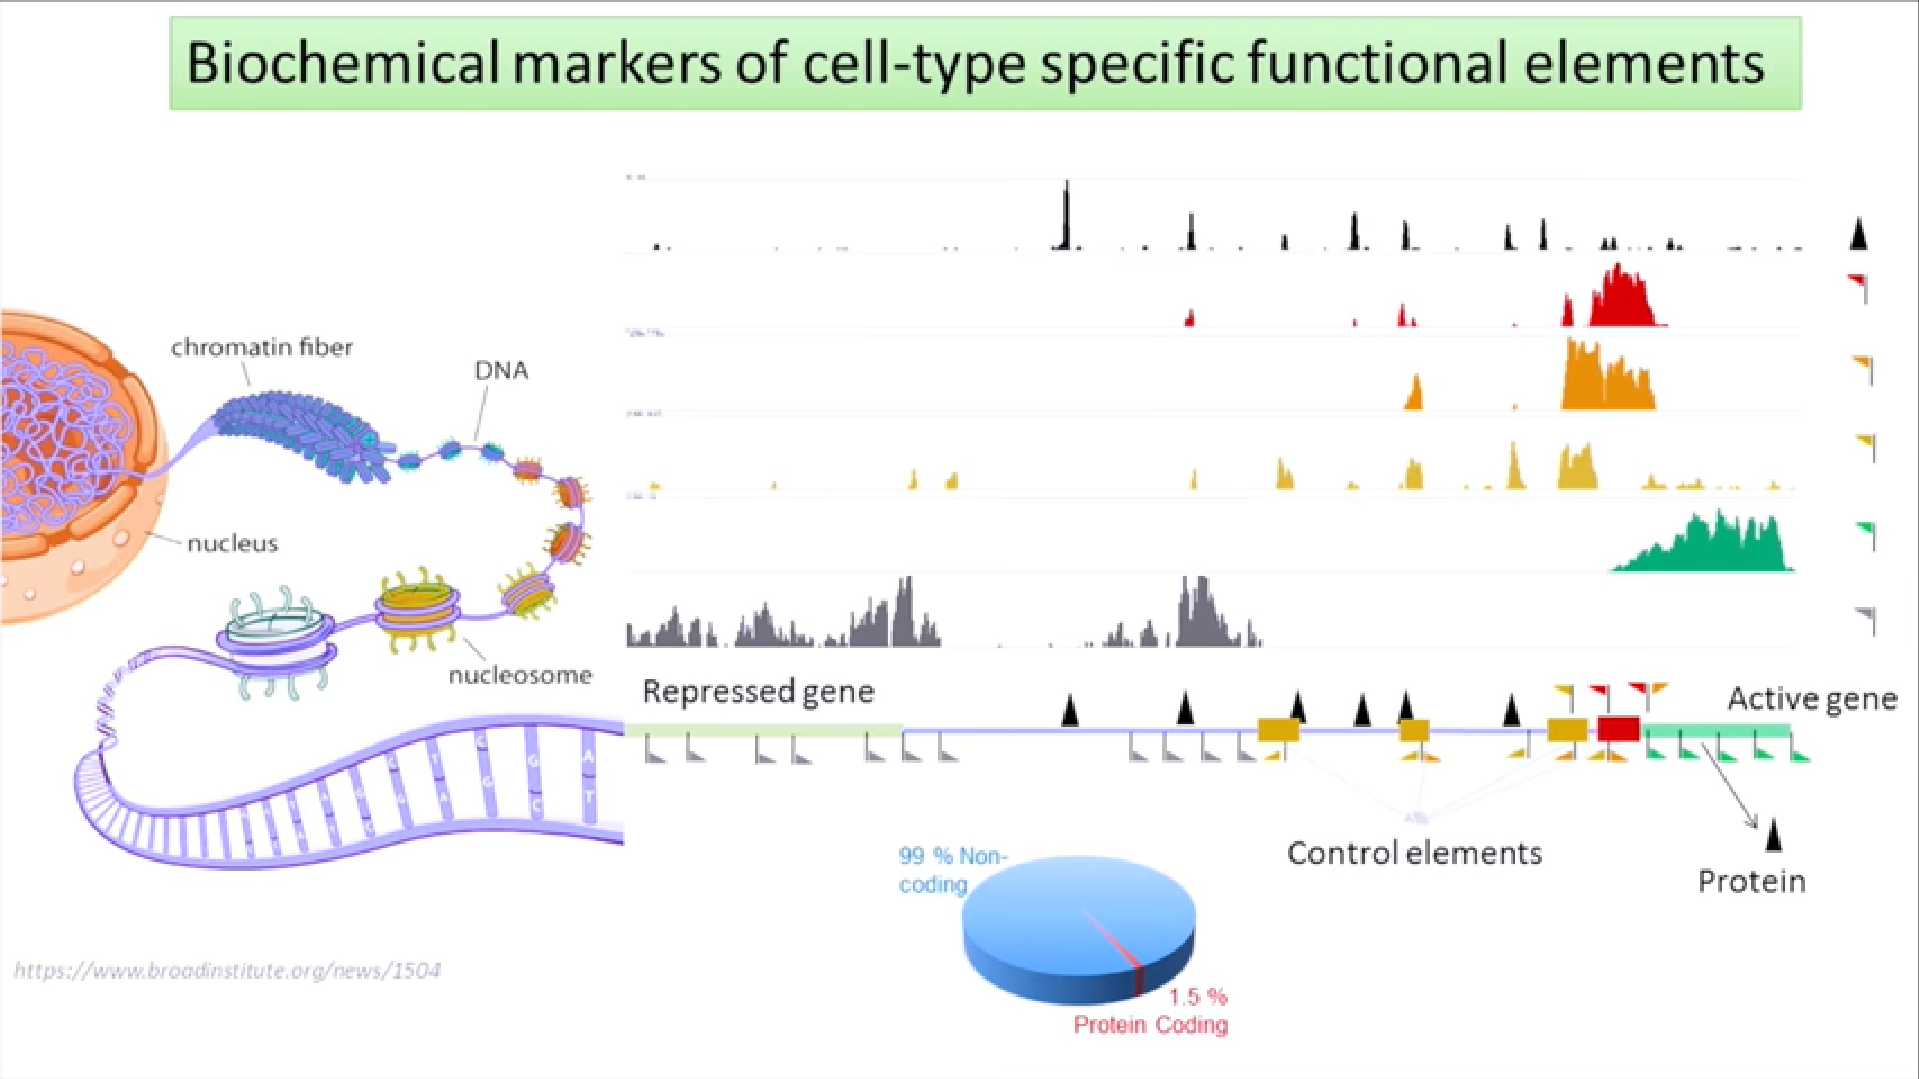 Biochemical markers of cell-type specific functional elements
chromatin fiber
DNA
nucleus
nucleosome
Repressed gene
Active gene
C
G
A
G
C
T
Control elements
Protein
99 % Non-
coding
1.5 %
Protein Coding
https://www.broadinstitute.org/news/1504